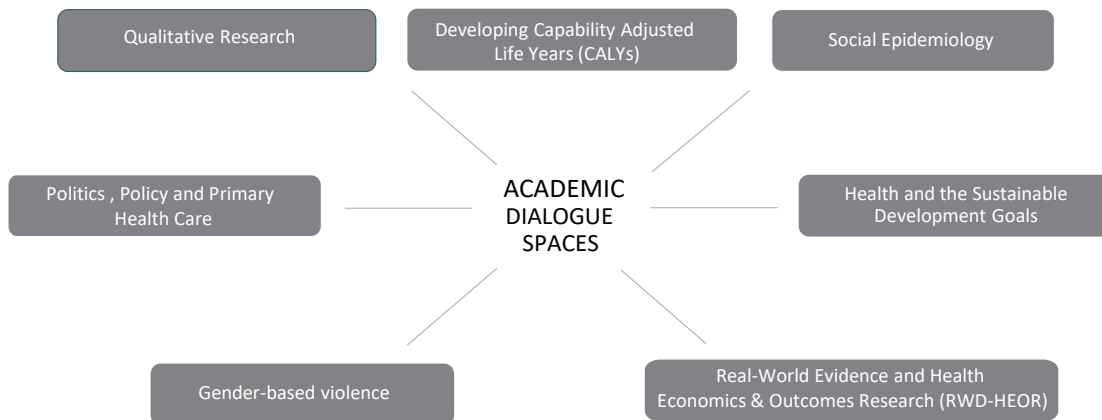 Qualitative Research
Developing Capability Adjusted
Life Years (CALYs)
Social Epidemiology
Politics , Policy and Primary
Health Care
ACADEMIC
DIALOGUE
SPACES
Health and the Sustainable
Development Goals
Gender-based violence
Real-World Evidence and Health
Economics & Outcomes Research (RWD-HEOR)